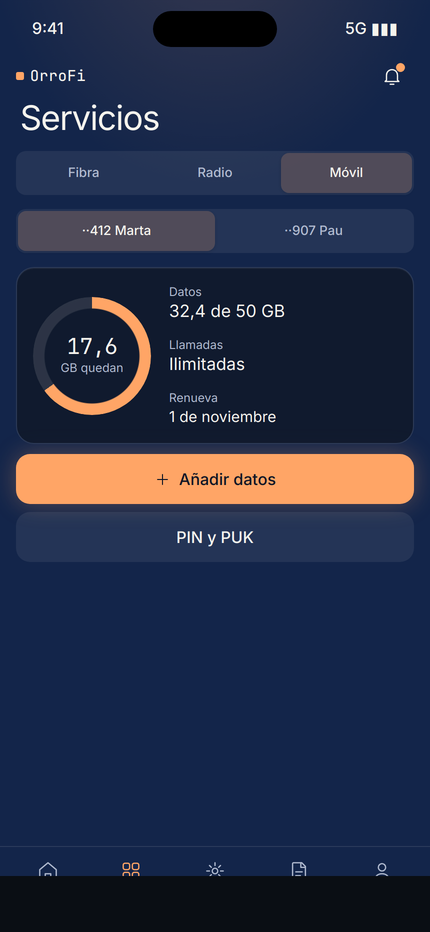 9:41
5G
OrroFi
Servicios
Fibra
Radio
Móvil
··412 Marta
··907 Pau
17,6
GB quedan
Datos
32,4 de 50 GB
Llamadas
Ilimitadas
Renueva
1 de noviembre
+ Añadir datos
PIN y PUK